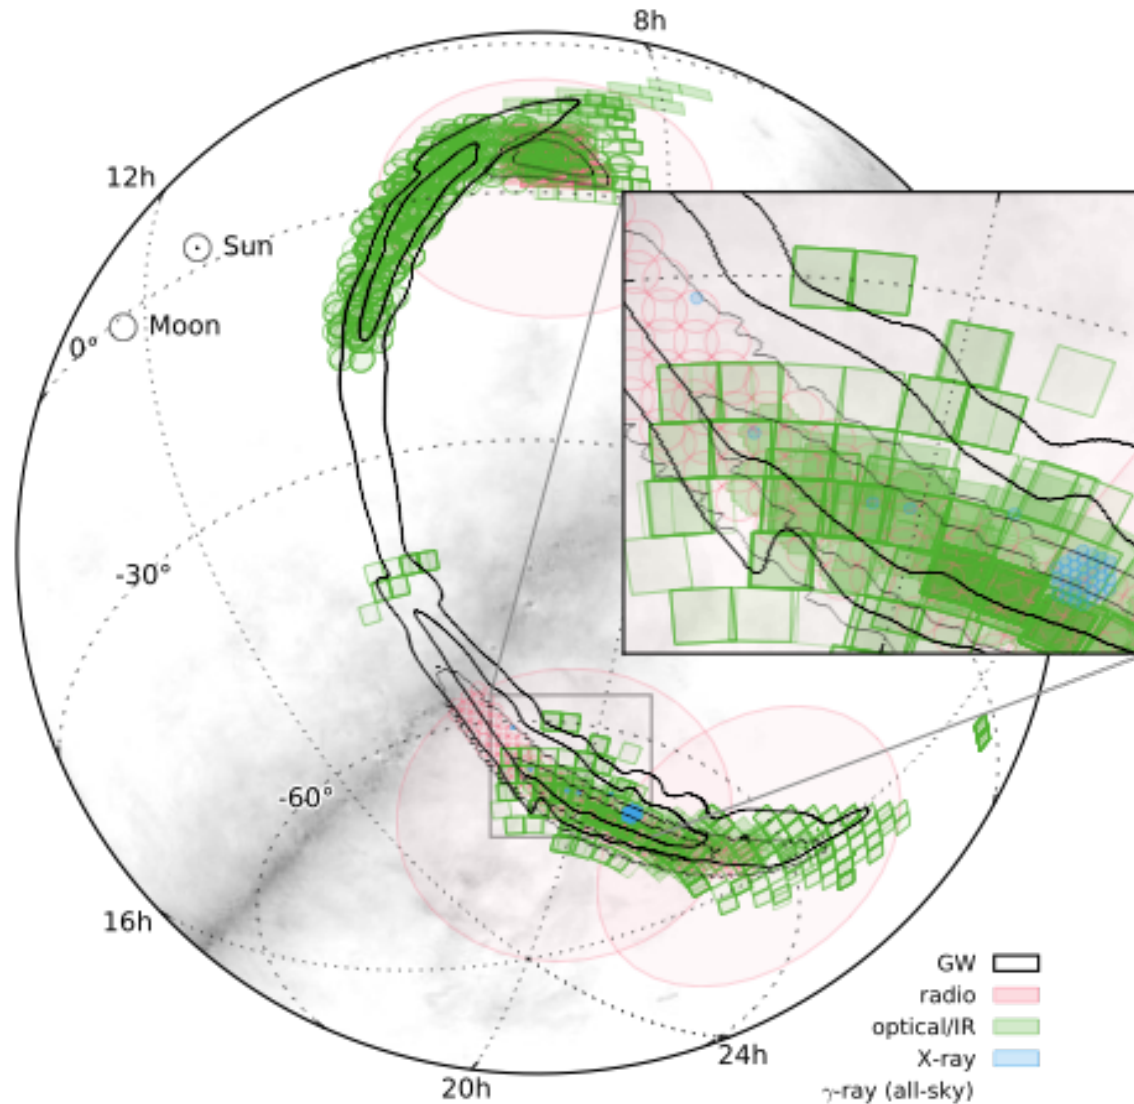 8h
12h
Sun
Moon
0°
-30°
-60°
16h
20h
24h
GW
radio
optical/IR
X-ray
γ-ray (all-sky)